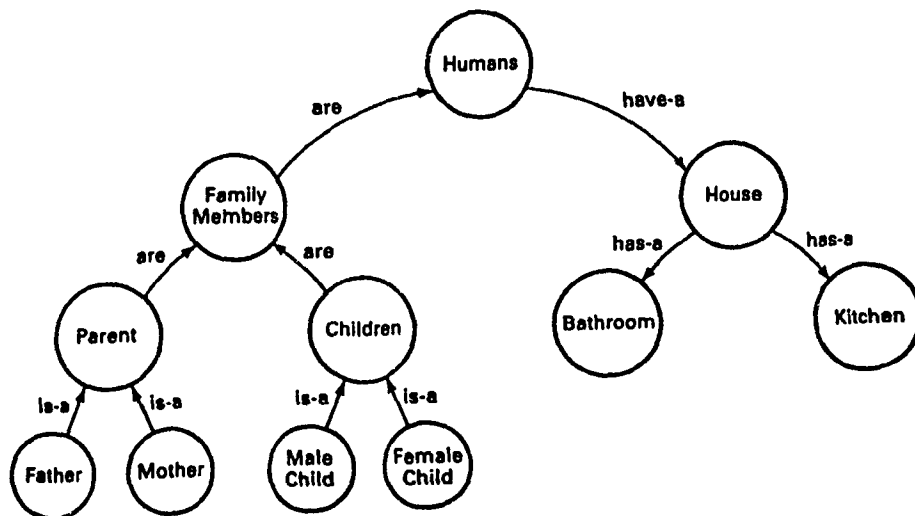 Humans
are
have-a
Family
Members
House
are
are
has-a
has-a
Parent
Children
Bathroom
Kitchen
is-a
is-a
is-a
is-a
Father
Mother
Male
Child
Female
Child